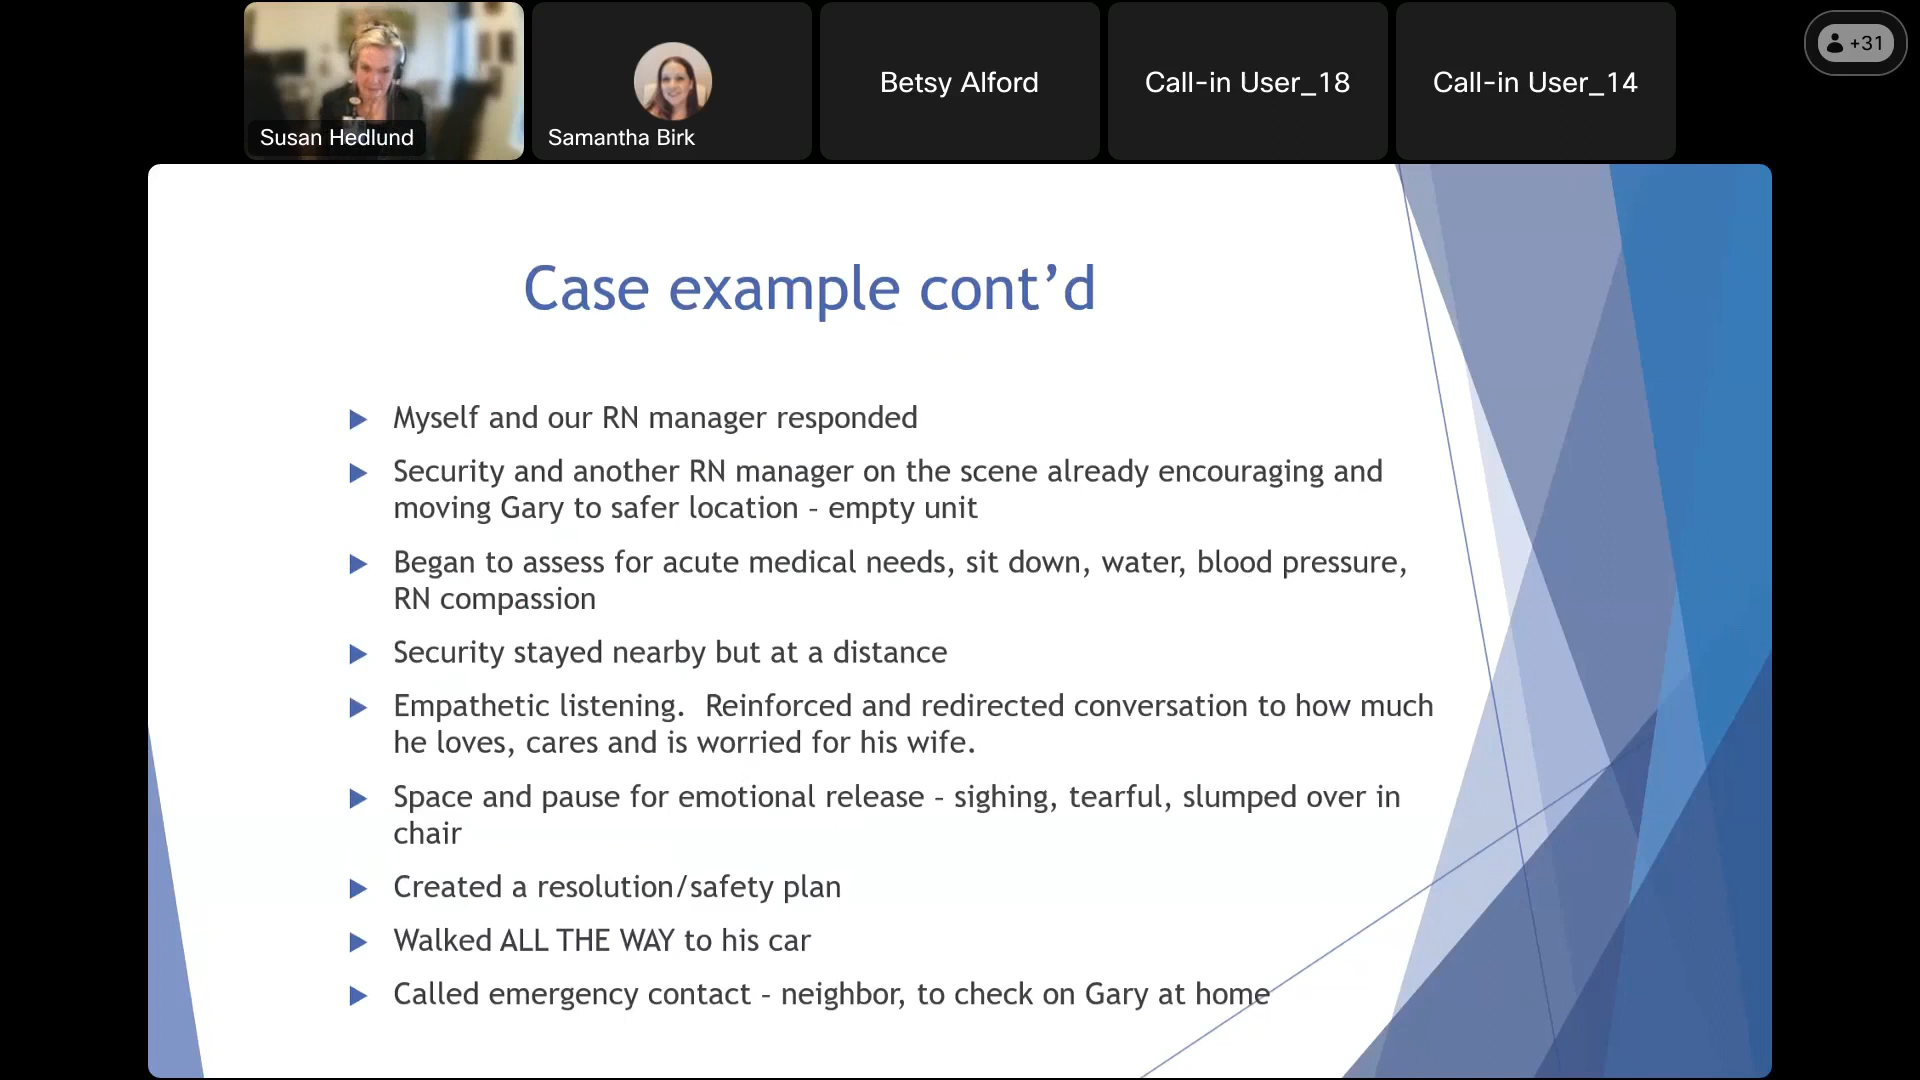 Susan Hedlund
Samantha Birk
Betsy Alford
Call-in User_18
Call-in User_14
+31
Case example cont’d
Myself and our RN manager responded
Security and another RN manager on the scene already encouraging and
moving Gary to safer location – empty unit
Began to assess for acute medical needs, sit down, water, blood pressure,
RN compassion
Security stayed nearby but at a distance
Empathetic listening.  Reinforced and redirected conversation to how much
he loves, cares and is worried for his wife.
Space and pause for emotional release – sighing, tearful, slumped over in
chair
Created a resolution/safety plan
Walked ALL THE WAY to his car
Called emergency contact – neighbor, to check on Gary at home